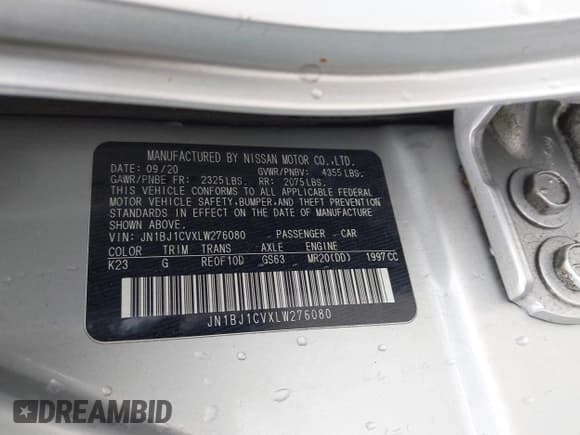 MANUFACTURED BY NISSAN MOTOR CO.,LTD.
DATE: 09/20 GVWR/PNBV: 4355 LBS.
GAWR/PNBE FR: 2325LBS. RR: 2075LBS.
THIS VEHICLE CONFORMS TO ALL APPLICABLE FEDERAL
MOTOR VEHICLE SAFETY,BUMPER,AND THEFT PREVENTION
STANDARDS IN EFFECT ON THE DATE OF MANUFACTURE
SHOWN ABOVE.
VIN: JN1BJ1CVXLW276080 PASSENGER CAR
COLOR TRIM TRANS AXLE ENGINE
K23 G RE0F10D GS63 MR20(DD) 1997CC
JN1BJ1CVXLW276080
DREAMBID